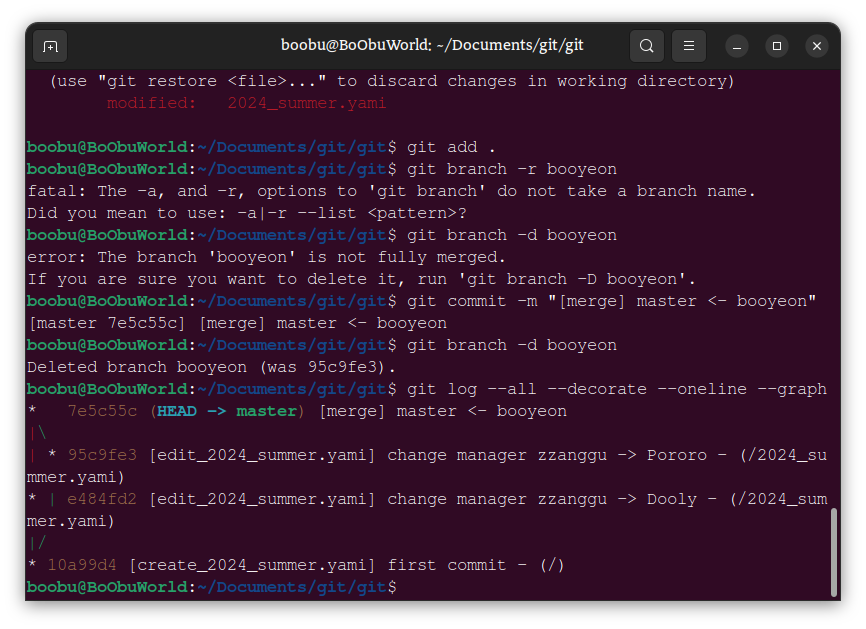 boobu@BoObuWorld: ~/Documents/git/git
(use "git restore <file>..." to discard changes in working directory)
modified:   2024_summer.yami
boobu@BoObuWorld:~/Documents/git/git$ git add .
boobu@BoObuWorld:~/Documents/git/git$ git branch -r booyeon
fatal: The -a, and -r, options to 'git branch' do not take a branch name.
Did you mean to use: -a|-r --list <pattern>?
boobu@BoObuWorld:~/Documents/git/git$ git branch -d booyeon
error: The branch 'booyeon' is not fully merged.
If you are sure you want to delete it, run 'git branch -D booyeon'.
boobu@BoObuWorld:~/Documents/git/git$ git commit -m "[merge] master <- booyeon"
[master 7e5c55c] [merge] master <- booyeon
boobu@BoObuWorld:~/Documents/git/git$ git branch -d booyeon
Deleted branch booyeon (was 95c9fe3).
boobu@BoObuWorld:~/Documents/git/git$ git log --all --decorate --oneline --graph
*   7e5c55c (HEAD -> master) [merge] master <- booyeon
|\
| * 95c9fe3 [edit_2024_summer.yami] change manager zzanggu -> Pororo - (/2024_su
mmer.yami)
* | e484fd2 [edit_2024_summer.yami] change manager zzanggu -> Dooly - (/2024_sum
mer.yami)
|/
* 10a99d4 [create_2024_summer.yami] first commit - (/)
boobu@BoObuWorld:~/Documents/git/git$